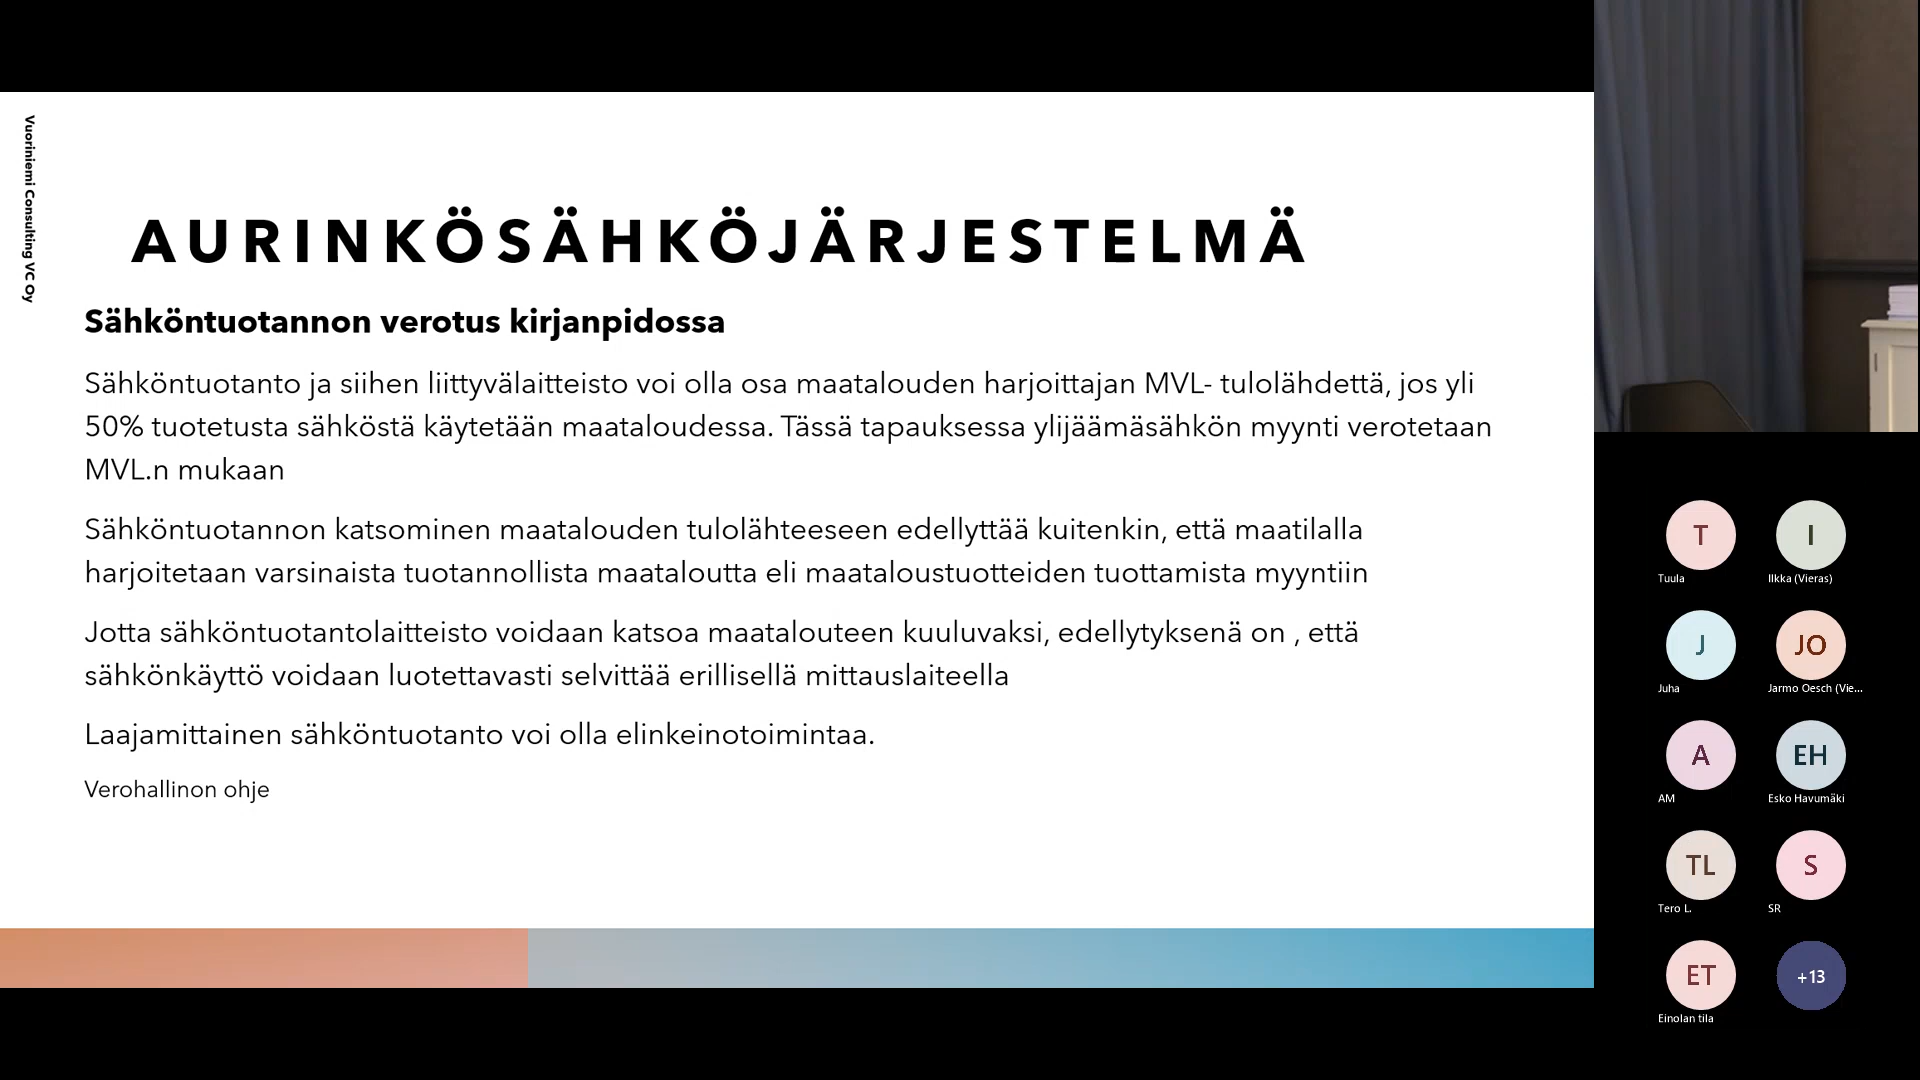 Vuoriniemi Consulting VC Oy
AURINKÖSÄHKÖJÄRJESTELMÄ
Sähköntuotannon verotus kirjanpidossa
Sähköntuotanto ja siihen liittyvälaitteisto voi olla osa maatalouden harjoittajan MVL- tulolähdettä, jos yli
50% tuotetusta sähköstä käytetään maataloudessa. Tässä tapauksessa ylijäämäsähkön myynti verotetaan
MVL.n mukaan
Sähköntuotannon katsominen maatalouden tulolähteeseen edellyttää kuitenkin, että maatilalla
harjoitetaan varsinaista tuotannollista maataloutta eli maataloustuotteiden tuottamista myyntiin
Jotta sähköntuotantolaitteisto voidaan katsoa maatalouteen kuuluvaksi, edellytyksenä on , että
sähkönkäyttö voidaan luotettavasti selvittää erillisellä mittauslaiteella
Laajamittainen sähköntuotanto voi olla elinkeinotoimintaa.
Verohallinon ohje
T
Tuula
I
Ilkka (Vieras)
J
Juha
JO
Jarmo Oesch (Vie...
A
AM
EH
Esko Havumäki
TL
Tero L.
S
SR
ET
Einolan tila
+13